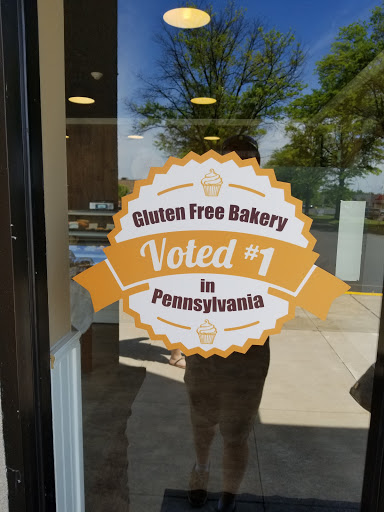 Gluten Free Bakery
Voted #1
in
Pennsylvania